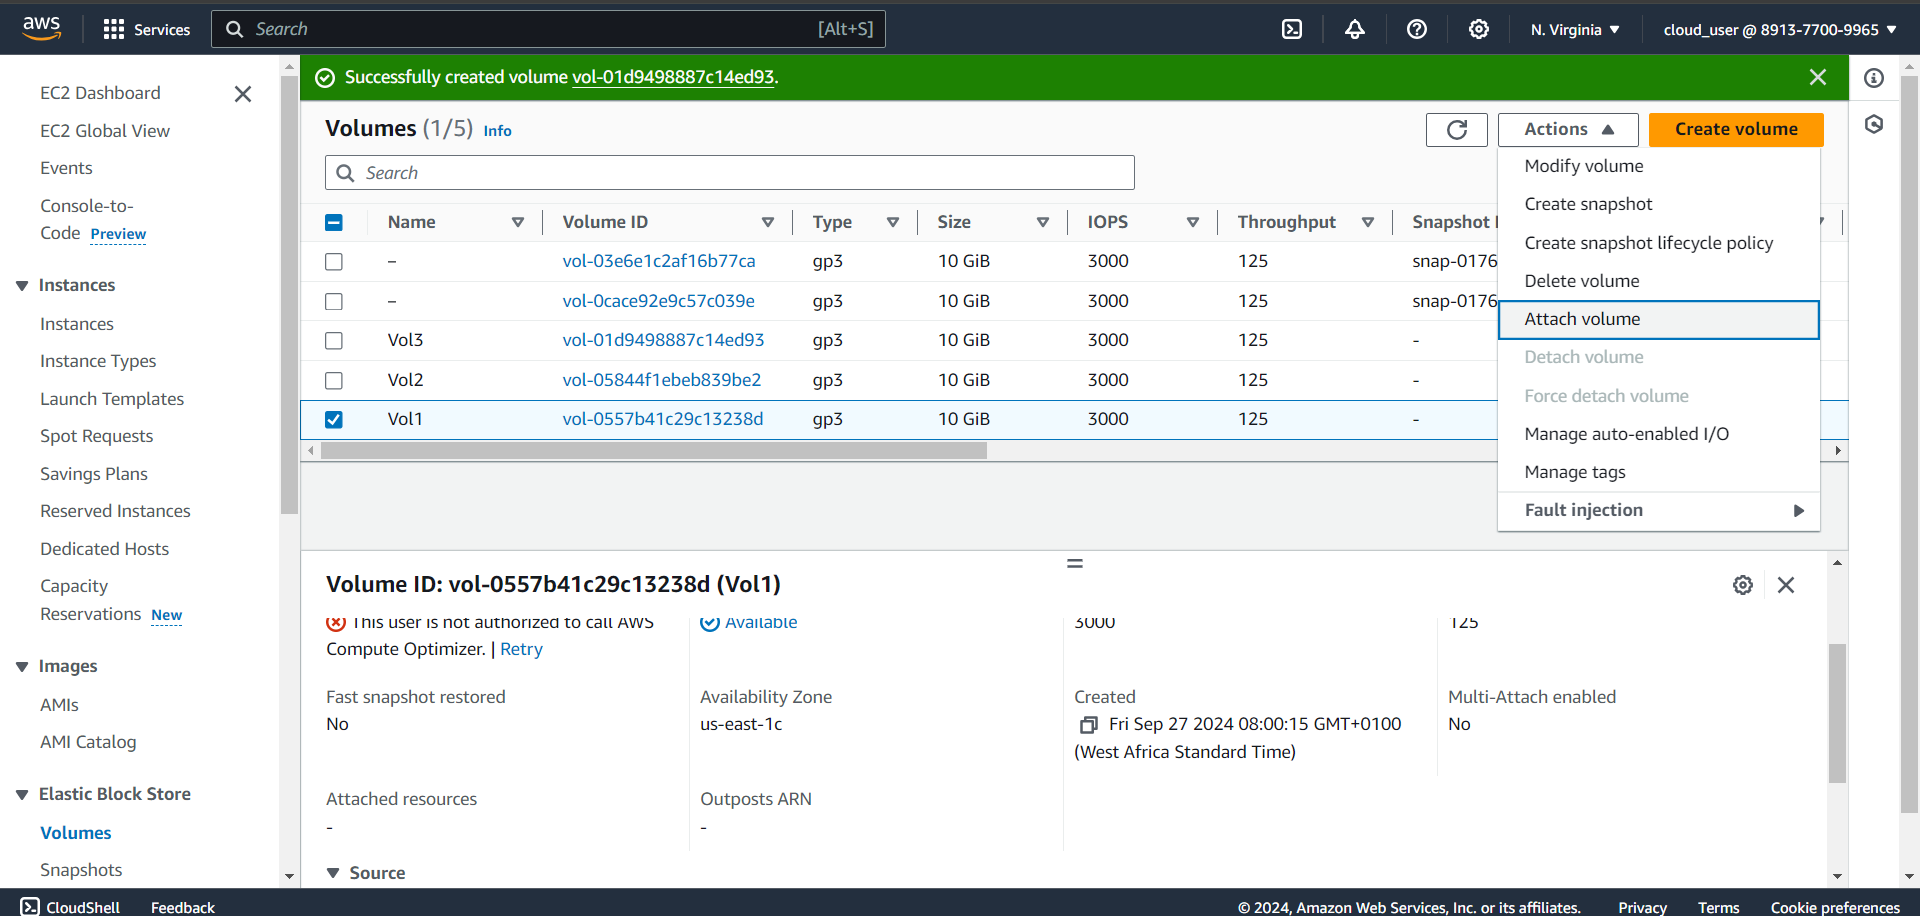 aws
Services
Search
[Alt+S]
N. Virginia
cloud_user @ 8913-7700-9965
EC2 Dashboard
EC2 Global View
Events
Console-to-
Code Preview
Instances
Instances
Instance Types
Launch Templates
Spot Requests
Savings Plans
Reserved Instances
Dedicated Hosts
Capacity
Reservations New
Images
AMIs
AMI Catalog
Elastic Block Store
Volumes
Snapshots
Successfully created volume vol-01d9498887c14ed93.
Volumes (1/5) Info
Actions
Create volume
Search
Name Volume ID Type Size IOPS Throughput Snapshot
– vol-03e6e1c2af16b77ca gp3 10 GiB 3000 125 snap-0176
– vol-0cace92e9c57c039e gp3 10 GiB 3000 125 snap-0176
Vol3 vol-01d9498887c14ed93 gp3 10 GiB 3000 125 -
Vol2 vol-05844f1ebeb839be2 gp3 10 GiB 3000 125 -
Vol1 vol-0557b41c29c13238d gp3 10 GiB 3000 125 -
Modify volume
Create snapshot
Create snapshot lifecycle policy
Delete volume
Attach volume
Detach volume
Force detach volume
Manage auto-enabled I/O
Manage tags
Fault injection
Volume ID: vol-0557b41c29c13238d (Vol1)
This user is not authorized to call AWS
Compute Optimizer. | Retry
Available
3000
125
Fast snapshot restored
No
Availability Zone
us-east-1c
Created
Fri Sep 27 2024 08:00:15 GMT+0100
(West Africa Standard Time)
Multi-Attach enabled
No
Attached resources
-
Outposts ARN
-
Source
CloudShell
Feedback
© 2024, Amazon Web Services, Inc. or its affiliates.
Privacy
Terms
Cookie preferences